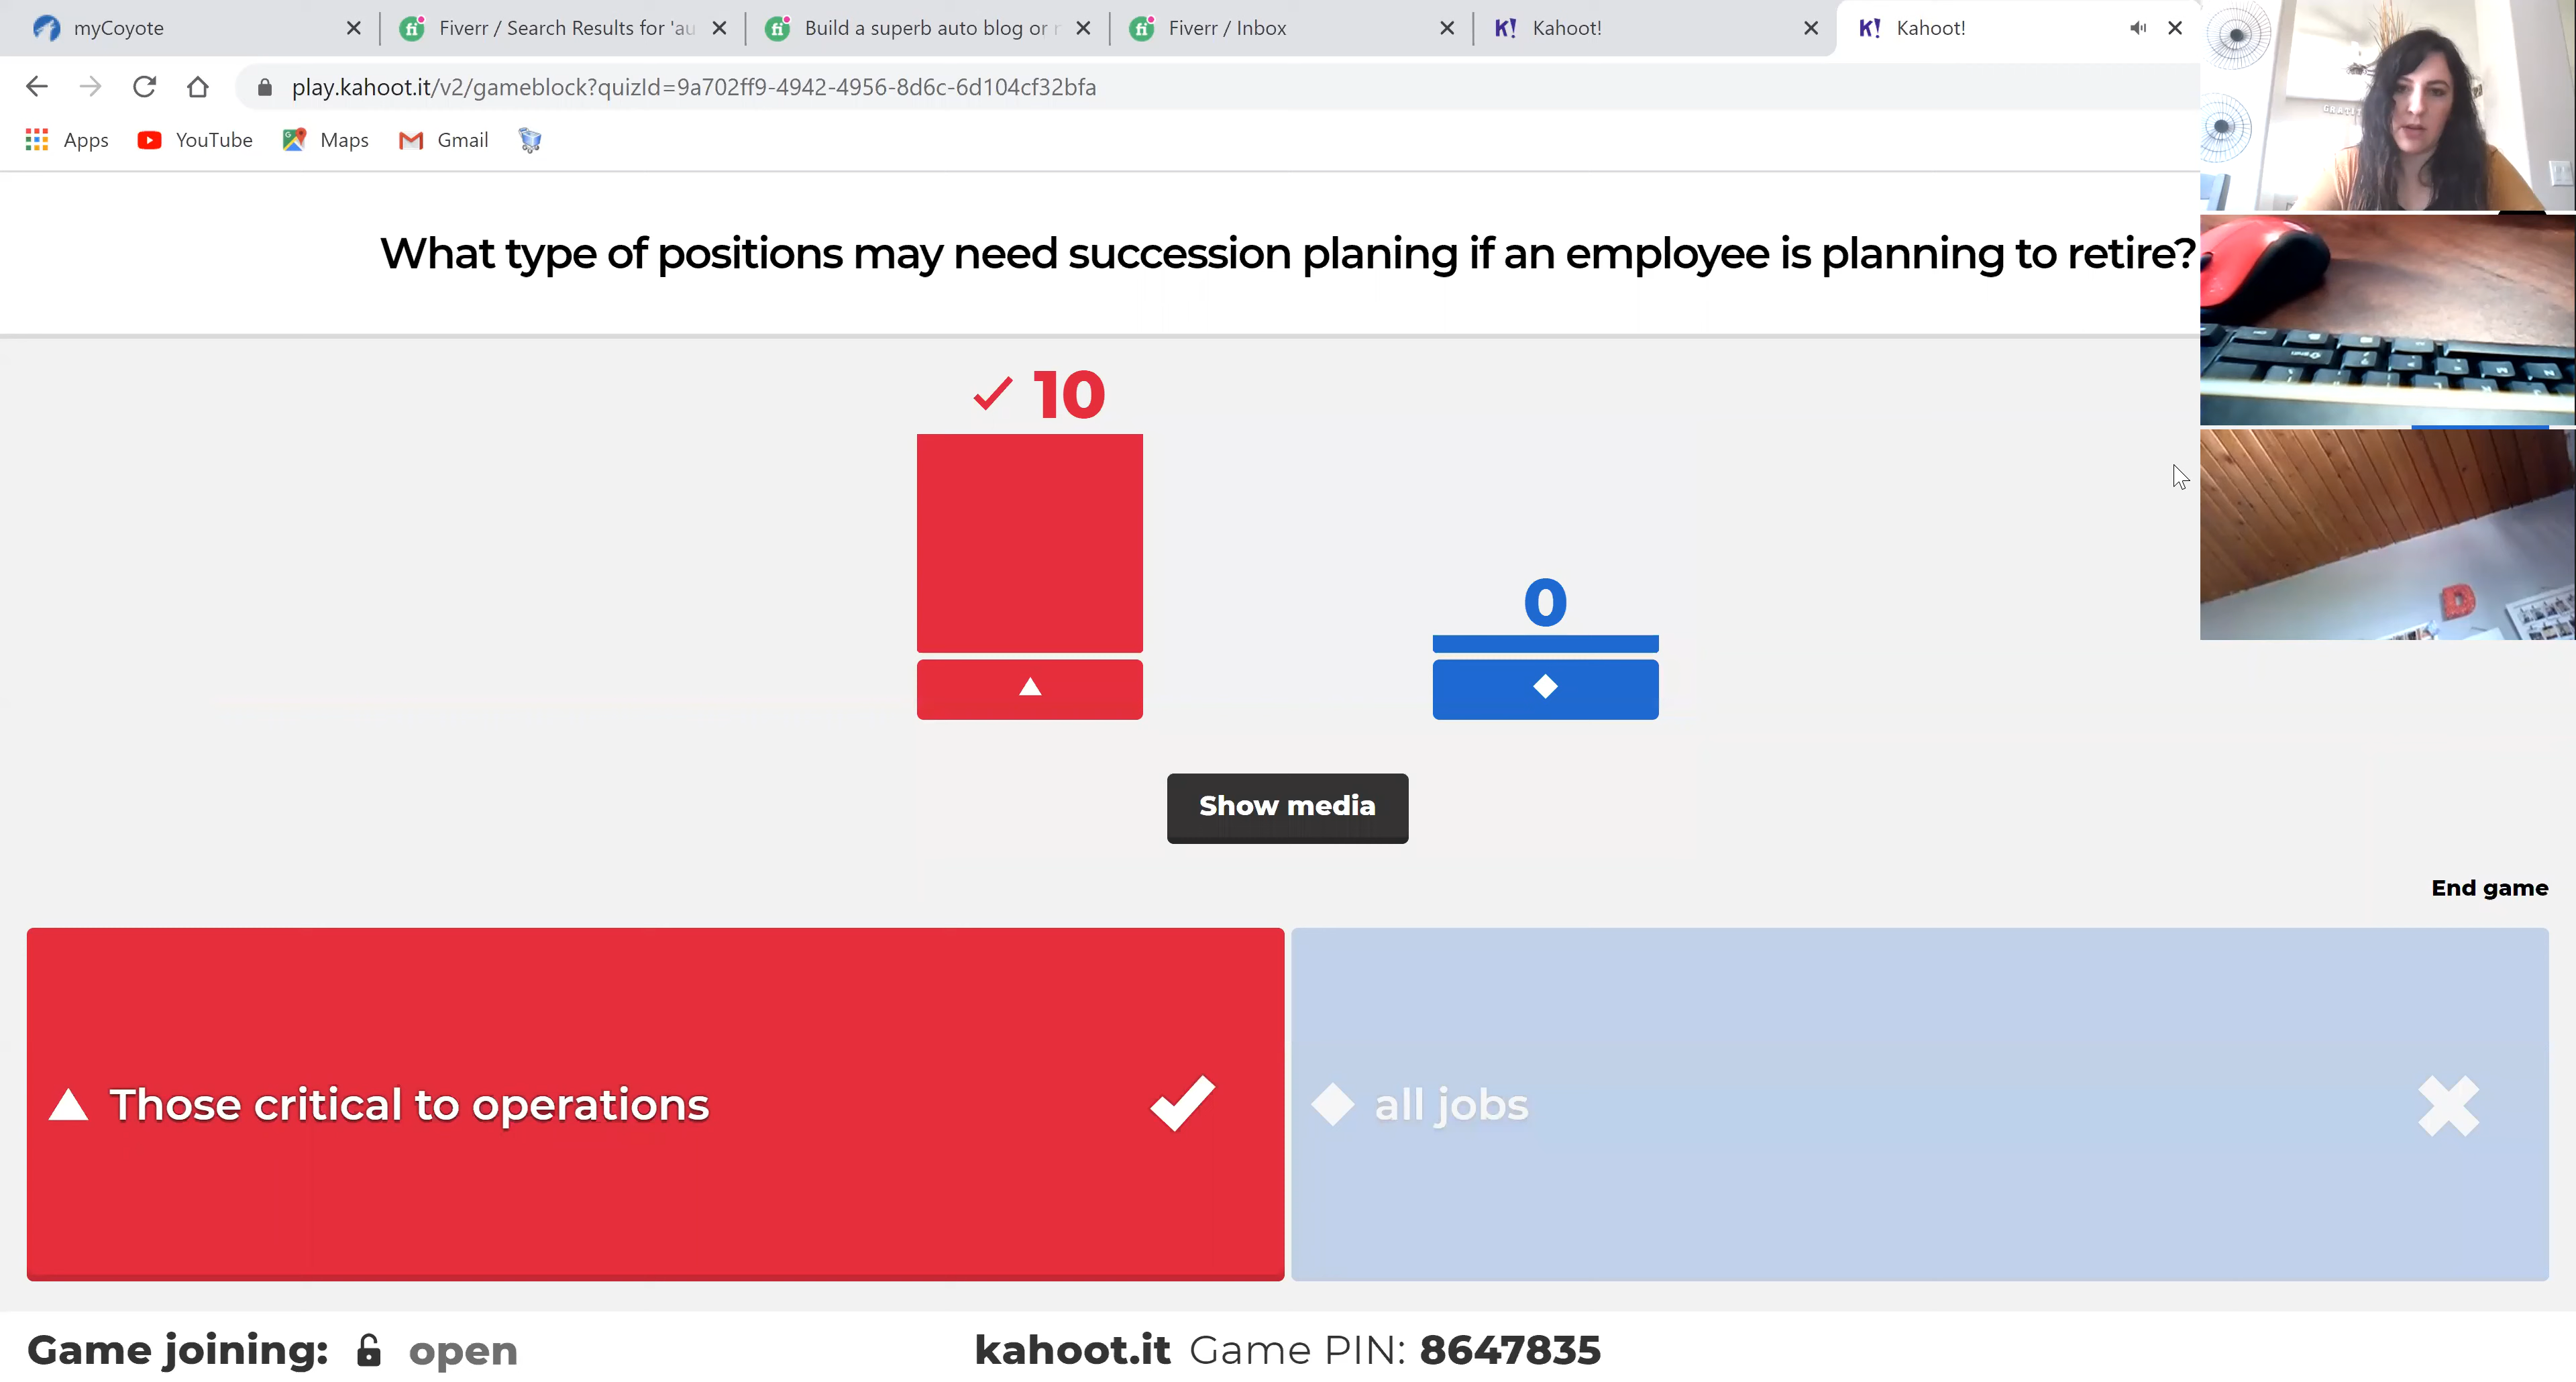 myCoyote
Fiverr / Search Results for 'au
Build a superb auto blog or r
Fiverr / Inbox
K! Kahoot!
K! Kahoot!
play.kahoot.it/v2/gameblock?quizId=9a702ff9-4942-4956-8d6c-6d104cf32bfa
Apps YouTube Maps Gmail
What type of positions may need succession planing if an employee is planning to retire?
10
0
Show media
End game
Those critical to operations
all jobs
Game joining: open
kahoot.it Game PIN: 8647835
D